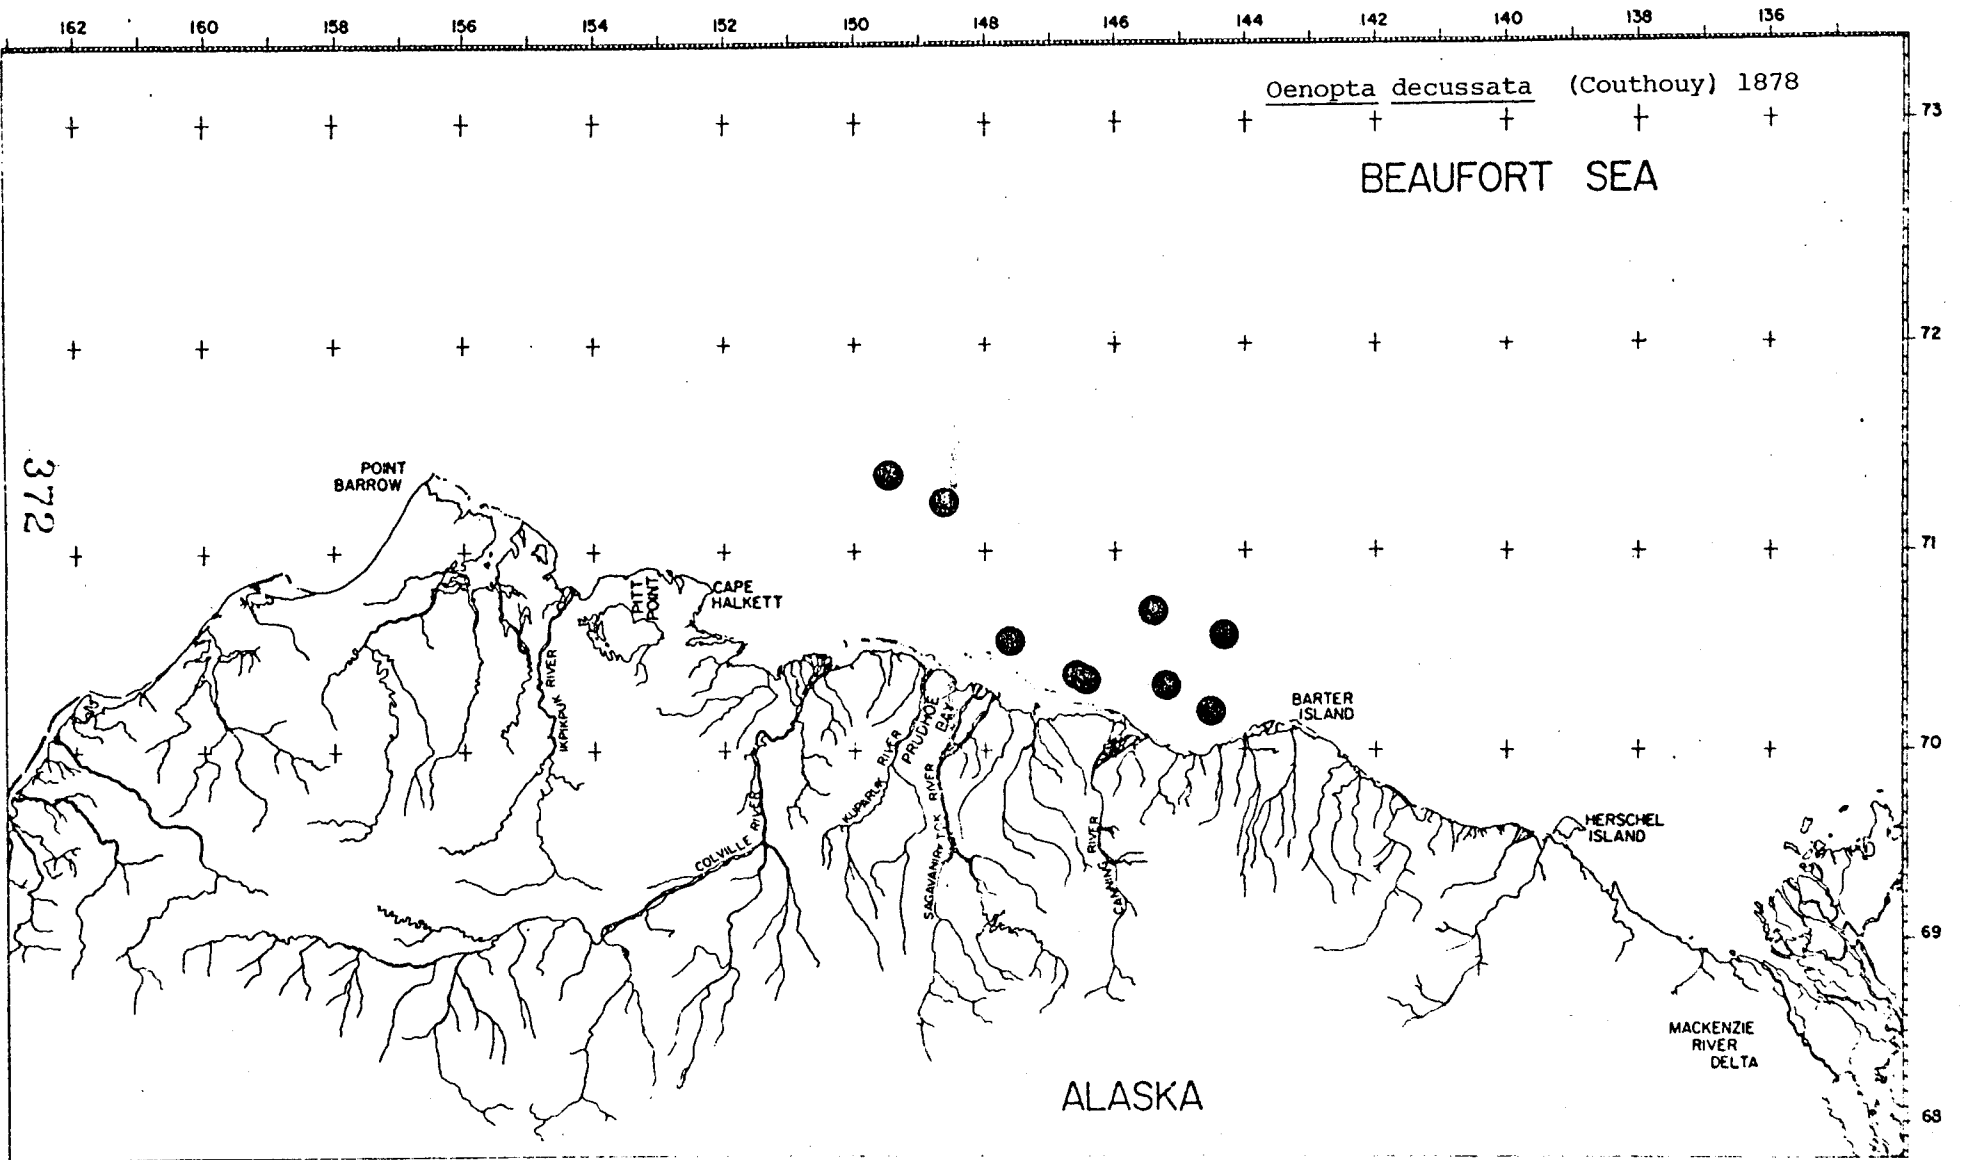 162 160 158 156 154 152 150 148 146 144 142 140 138 136
Oenopta decussata (Couthouy) 1878
73
BEAUFORT SEA
72
372
POINT
BARROW
71
PITT
POINT
CAPE
HALKETT
BARTER
ISLAND
IKPIKPUK RIVER
PRUDHOE
BAY
70
KUPARUK RIVER
COLVILLE RIVER
SAGAVANIRKTOK RIVER
CANNING RIVER
HERSCHEL
ISLAND
69
MACKENZIE
RIVER
DELTA
ALASKA
68